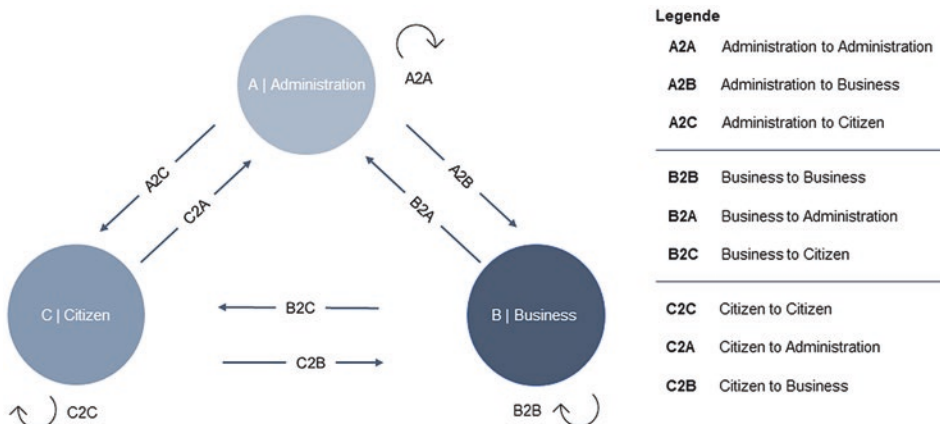 A | Administration
A2A
A2C
C2A
A2B
B2A
C | Citizen
B2C
C2B
B | Business
C2C
B2B
Legende
A2A Administration to Administration
A2B Administration to Business
A2C Administration to Citizen
B2B Business to Business
B2A Business to Administration
B2C Business to Citizen
C2C Citizen to Citizen
C2A Citizen to Administration
C2B Citizen to Business